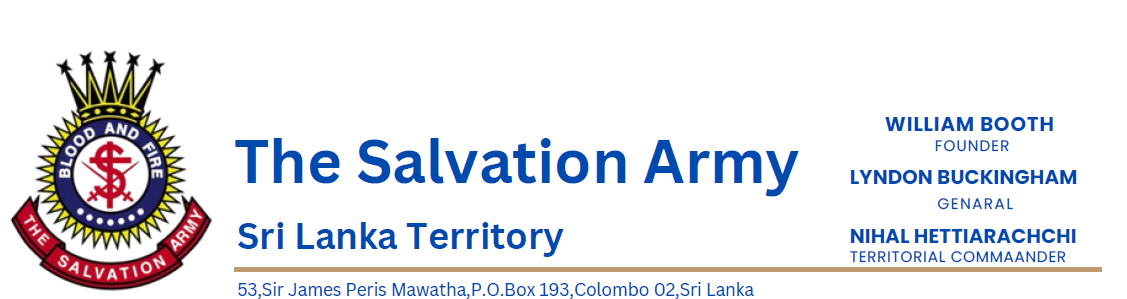 BLOOD AND FIRE
S
THE SALVATION ARMY
The Salvation Army
Sri Lanka Territory
53,Sir James Peris Mawatha,P.O.Box 193,Colombo 02,Sri Lanka
WILLIAM BOOTH
FOUNDER
LYNDON BUCKINGHAM
GENARAL
NIHAL HETTIARACHCHI
TERRITORIAL COMMAANDER